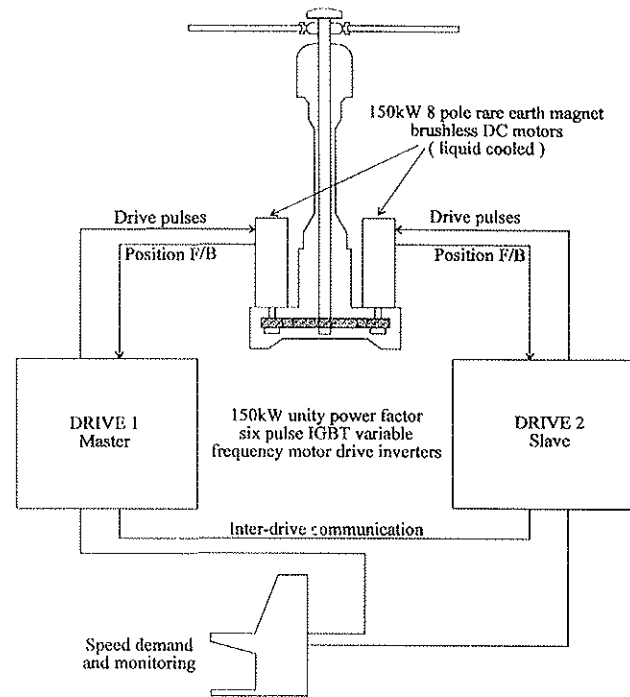 150kW 8 pole rare earth magnet
brushless DC motors
( liquid cooled )
Drive pulses
Position F/B
Drive pulses
Position F/B
DRIVE 1
Master
150kW unity power factor
six pulse IGBT variable
frequency motor drive inverters
DRIVE 2
Slave
Inter-drive communication
Speed demand
and monitoring